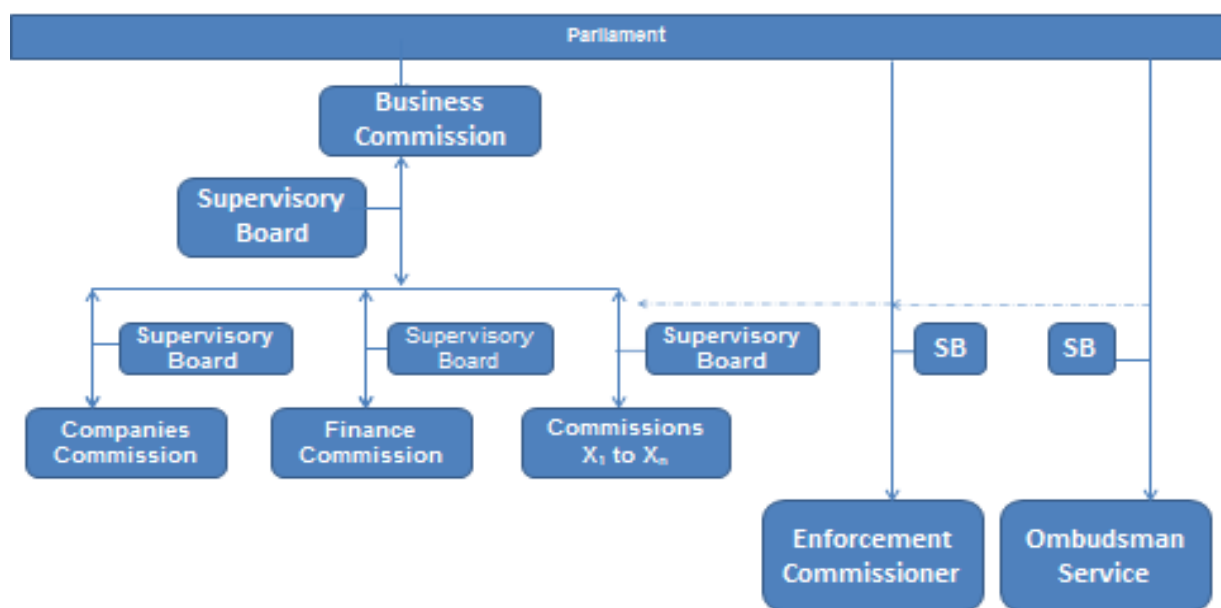 Parliament
Business
Commission
Supervisory
Board
Supervisory
Board
Supervisory
Board
Supervisory
Board
SB
SB
Companies
Commission
Finance
Commission
Commissions
X₁ to Xₙ
Enforcement
Commissioner
Ombudsman
Service